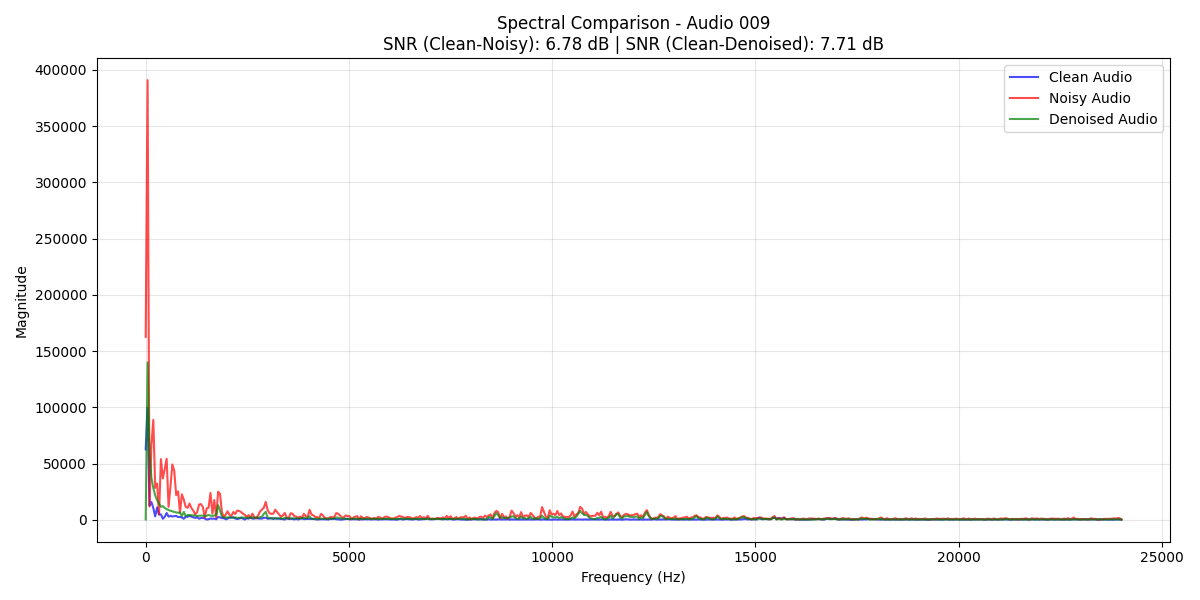 Spectral Comparison - Audio 009
SNR (Clean-Noisy): 6.78 dB | SNR (Clean-Denoised): 7.71 dB
Clean Audio
Noisy Audio
Denoised Audio
Magnitude
400000
350000
300000
250000
200000
150000
100000
50000
0
0 5000 10000 15000 20000 25000
Frequency (Hz)